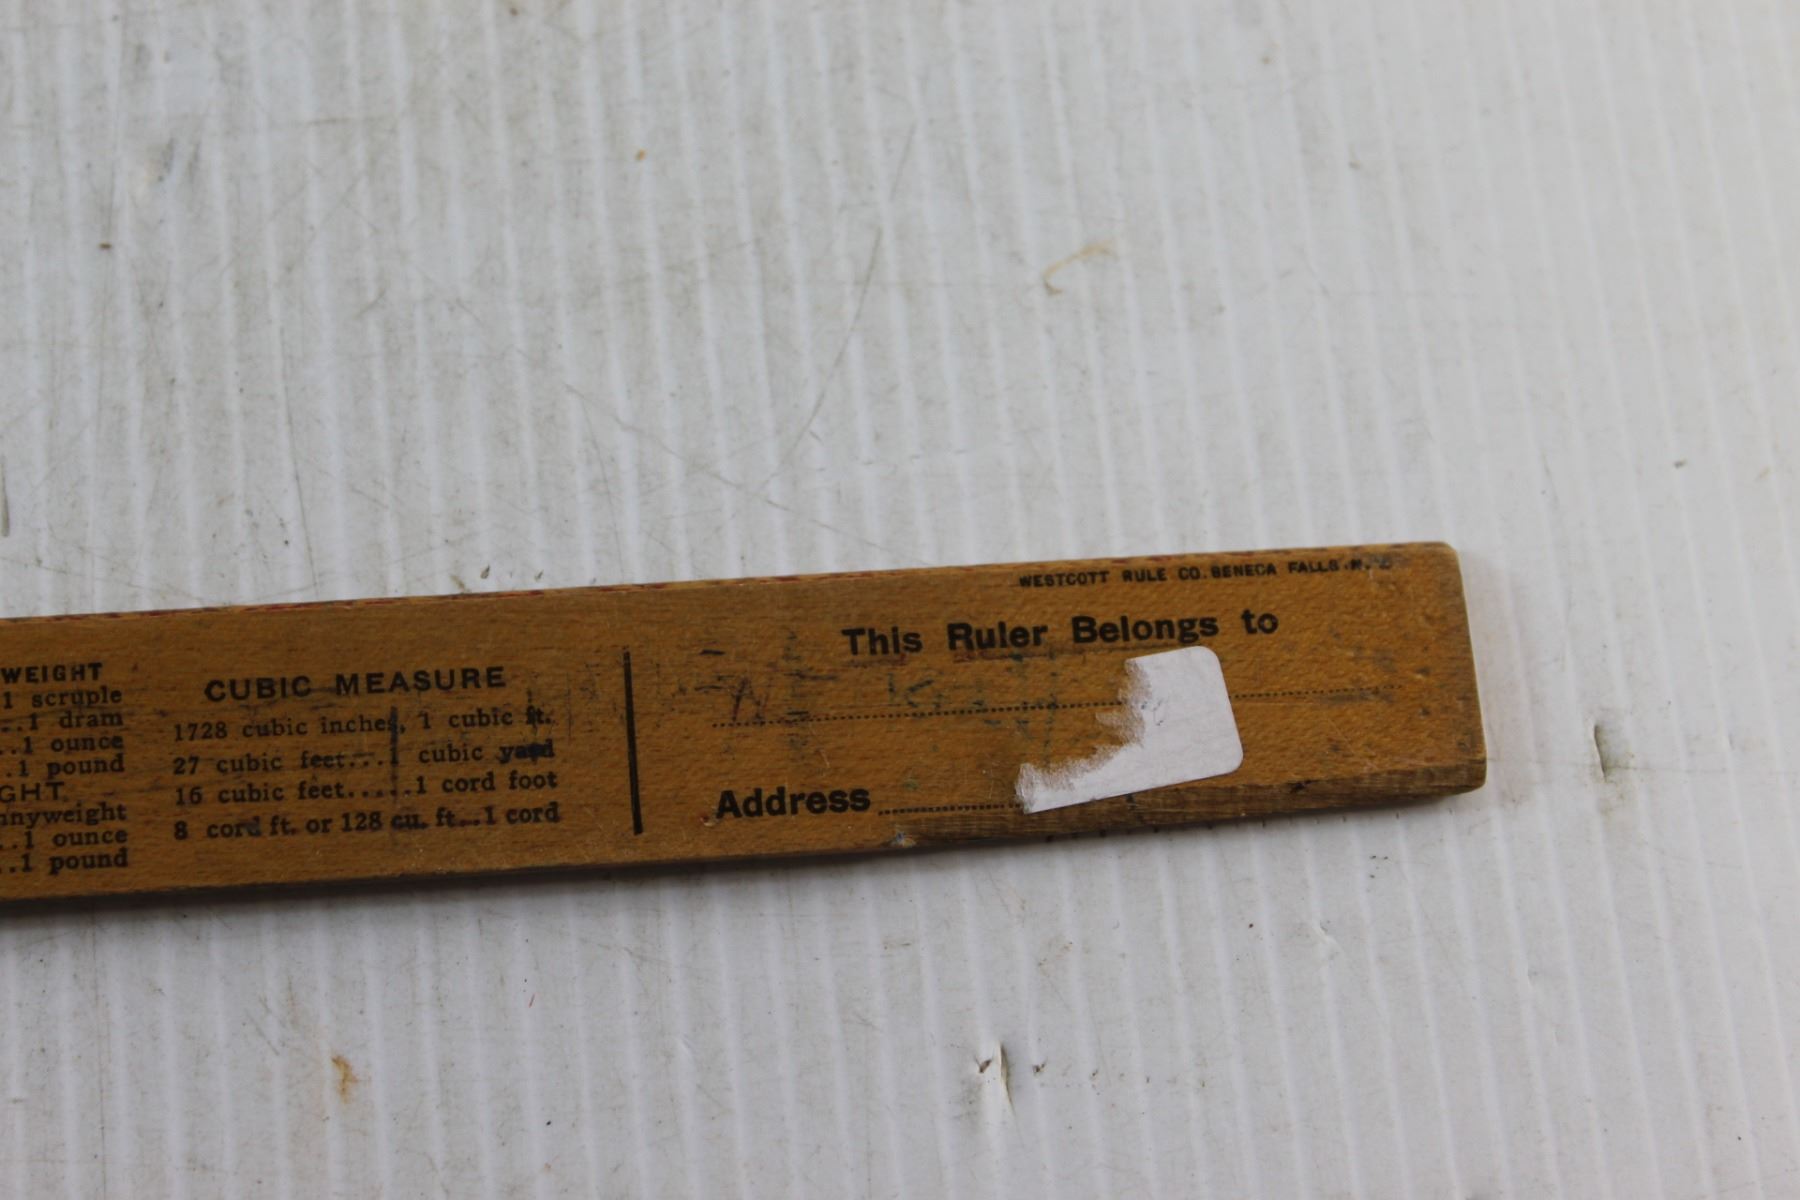 WEIGHT
1 scruple
..1 dram
..1 ounce
.1 pound
GHT
nnyweight
..1 ounce
..1 pound
CUBIC MEASURE
1728 cubic inches, 1 cubic ft.
27 cubic feet...1 cubic yard
16 cubic feet.....1 cord foot
8 cord ft. or 128 cu. ft...1 cord
WESTCOTT RULE CO. SENECA FALLS. N.
This Ruler Belongs to
Address